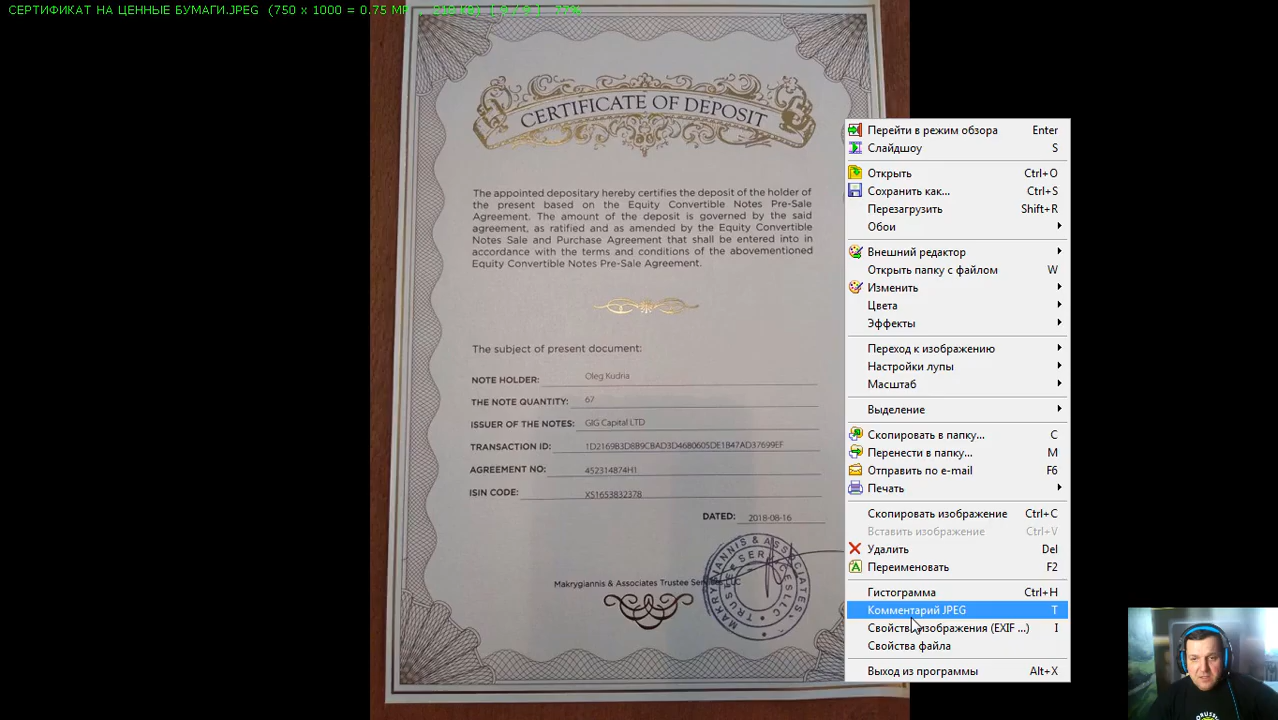 СЕРТИФИКАТ НА ЦЕННЫЕ БУМАГИ.JPEG (750 x 1000 = 0.75 MP
CERTIFICATE OF DEPOSIT
The appointed depositary hereby certifies the deposit of the holder of
the present based on the Equity Convertible Notes Pre-Sale
Agreement. The amount of the deposit is governed by the said
agreement, as ratified and as amended by the Equity Convertible
Notes Sale and Purchase Agreement that shall be entered into in
accordance with the terms and conditions of the abovementioned
Equity Convertible Notes Pre-Sale Agreement.
The subject of present document:
NOTE HOLDER: Oleg Kudria
THE NOTE QUANTITY: 67
ISSUER OF THE NOTES: GIG Capital LTD
TRANSACTION ID:
AGREEMENT NO: 452314874H1
ISIN CODE: XS1653832378
DATED: 2018-08-16
Makrygiannis & Associates Trustee Services LLC
MAKRYGIANNIS & ASSOCIATES
TRUSTEE SERVICES LLC
Перейти в режим обзора Enter
Слайдшоу S
Открыть Ctrl+O
Сохранить как... Ctrl+S
Перезагрузить Shift+R
Обои
Внешний редактор
Открыть папку с файлом W
Изменить
Цвета
Эффекты
Переход к изображению
Настройки лупы
Масштаб
Выделение
Скопировать в папку... C
Перенести в папку... M
Отправить по e-mail F6
Печать
Скопировать изображение Ctrl+C
Вставить изображение Ctrl+V
Удалить Del
Переименовать F2
Гистограмма Ctrl+H
Комментарий JPEG T
Свойства изображения (EXIF ...) I
Свойства файла
Выход из программы Alt+X